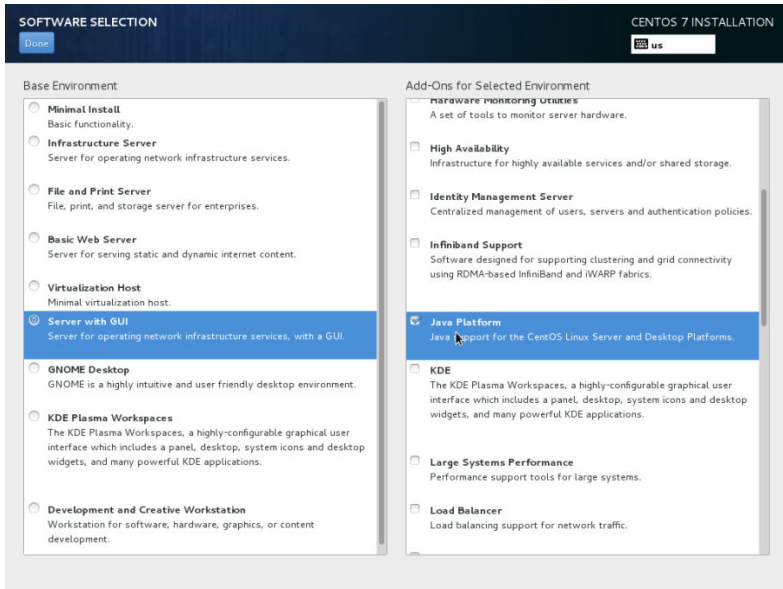 SOFTWARE SELECTION
CENTOS 7 INSTALLATION
Done
us
Base Environment
Minimal Install
Basic functionality.
Infrastructure Server
Server for operating network infrastructure services.
File and Print Server
File, print, and storage server for enterprises.
Basic Web Server
Server for serving static and dynamic internet content.
Virtualization Host
Minimal virtualization host.
Server with GUI
Server for operating network infrastructure services, with a GUI.
GNOME Desktop
GNOME is a highly intuitive and user friendly desktop environment.
KDE Plasma Workspaces
The KDE Plasma Workspaces, a highly-configurable graphical user
interface which includes a panel, desktop, system icons and desktop
widgets, and many powerful KDE applications.
Development and Creative Workstation
Workstation for software, hardware, graphics, or content
development.
Add-Ons for Selected Environment
Hardware Monitoring Utilities
A set of tools to monitor server hardware.
High Availability
Infrastructure for highly available services and/or shared storage.
Identity Management Server
Centralized management of users, servers and authentication policies.
Infiniband Support
Software designed for supporting clustering and grid connectivity
using RDMA-based InfiniBand and iWARP fabrics.
Java Platform
Java support for the CentOS Linux Server and Desktop Platforms.
KDE
The KDE Plasma Workspaces, a highly-configurable graphical user
interface which includes a panel, desktop, system icons and desktop
widgets, and many powerful KDE applications.
Large Systems Performance
Performance support tools for large systems.
Load Balancer
Load balancing support for network traffic.